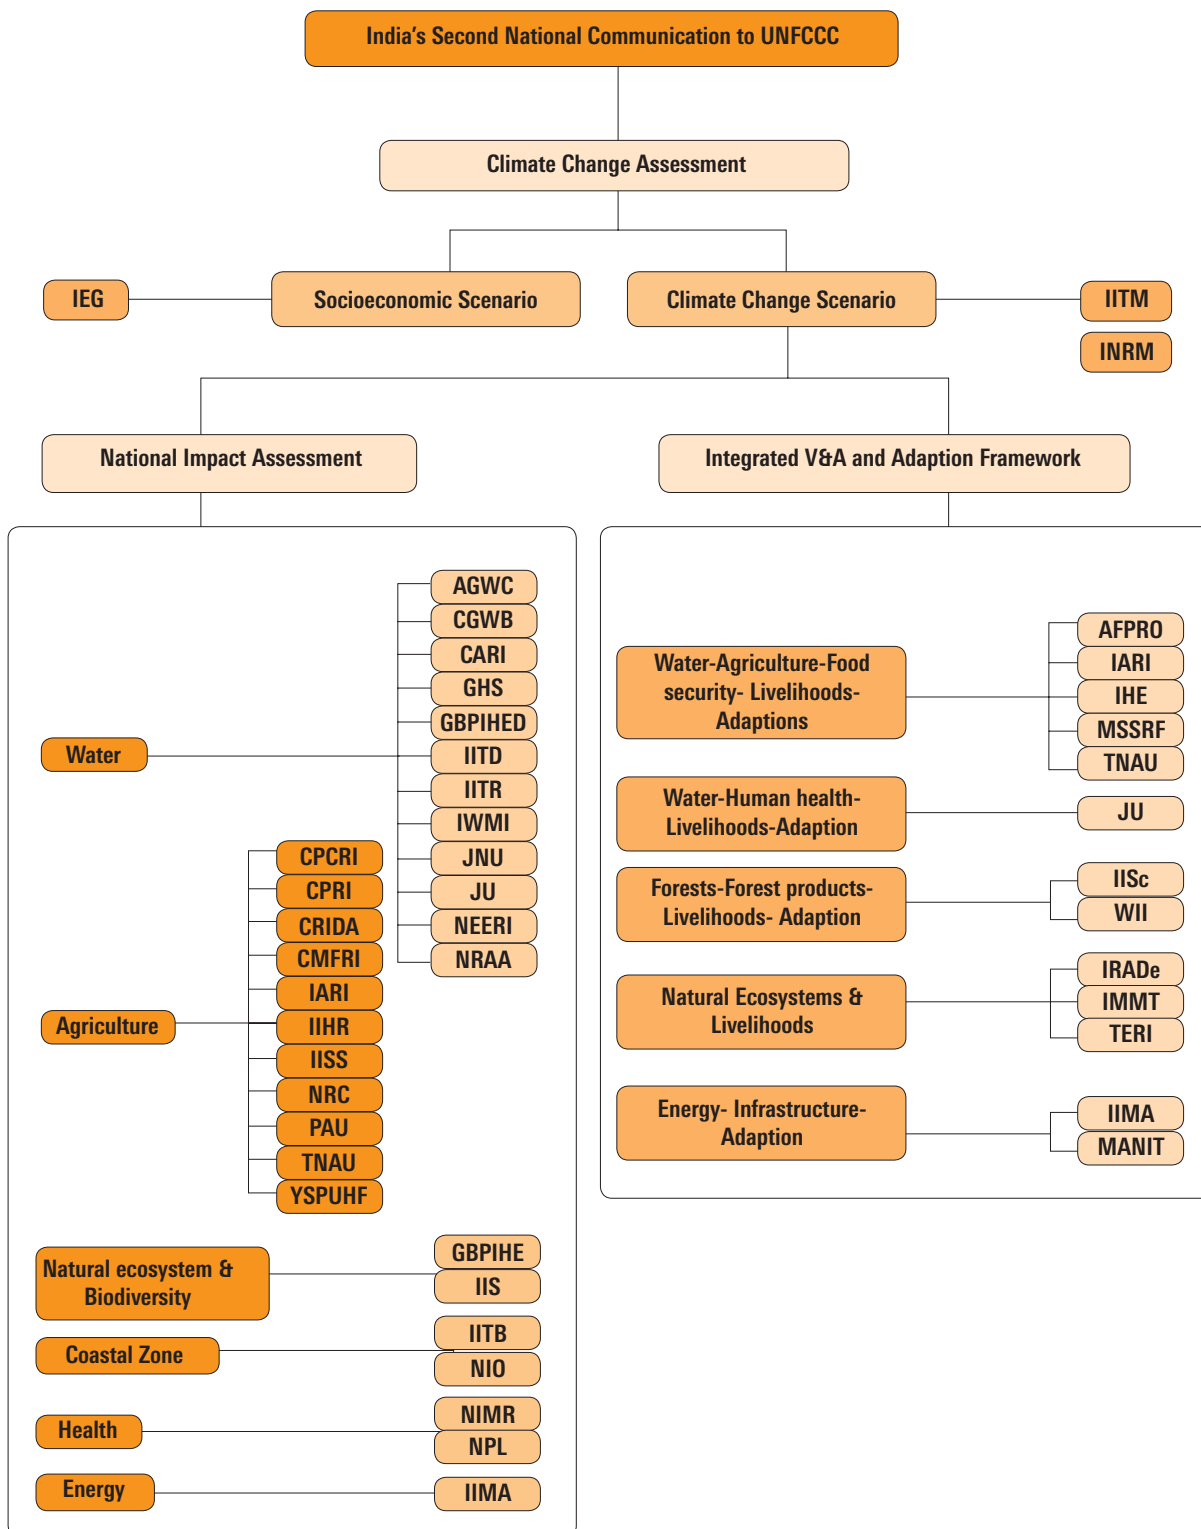 India's Second National Communication to UNFCCC
Climate Change Assessment
IEG
Socioeconomic Scenario
Climate Change Scenario
IITM
INRM
National Impact Assessment
Integrated V&A and Adaption Framework
Water
AGWC
CGWB
CARI
GHS
GBPIHED
IITD
IITR
IWMI
JNU
JU
NEERI
NRAA
Agriculture
CPCRI
CPRI
CRIDA
CMFRI
IARI
IIHR
IISS
NRC
PAU
TNAU
YSPUHF
Natural ecosystem &
Biodiversity
GBPIHE
IIS
Coastal Zone
IITB
NIO
Health
NIMR
NPL
Energy
IIMA
Water-Agriculture-Food
security- Livelihoods-
Adaptions
AFPRO
IARI
IHE
MSSRF
TNAU
Water-Human health-
Livelihoods-Adaption
JU
Forests-Forest products-
Livelihoods- Adaption
IISc
WII
Natural Ecosystems &
Livelihoods
IRADe
IMMT
TERI
Energy- Infrastructure-
Adaption
IIMA
MANIT